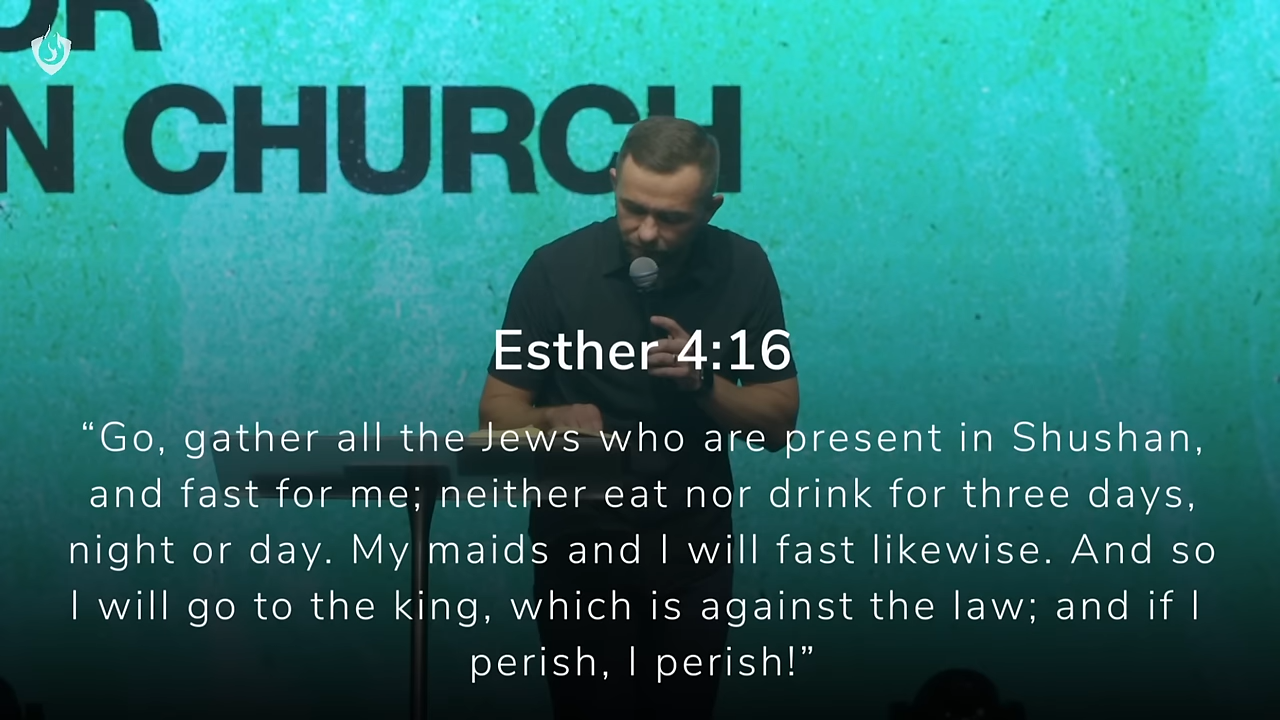 OR
N CHURCH
Esther 4:16
“Go, gather all the Jews who are present in Shushan,
and fast for me; neither eat nor drink for three days,
night or day. My maids and I will fast likewise. And so
I will go to the king, which is against the law; and if I
perish, I perish!”